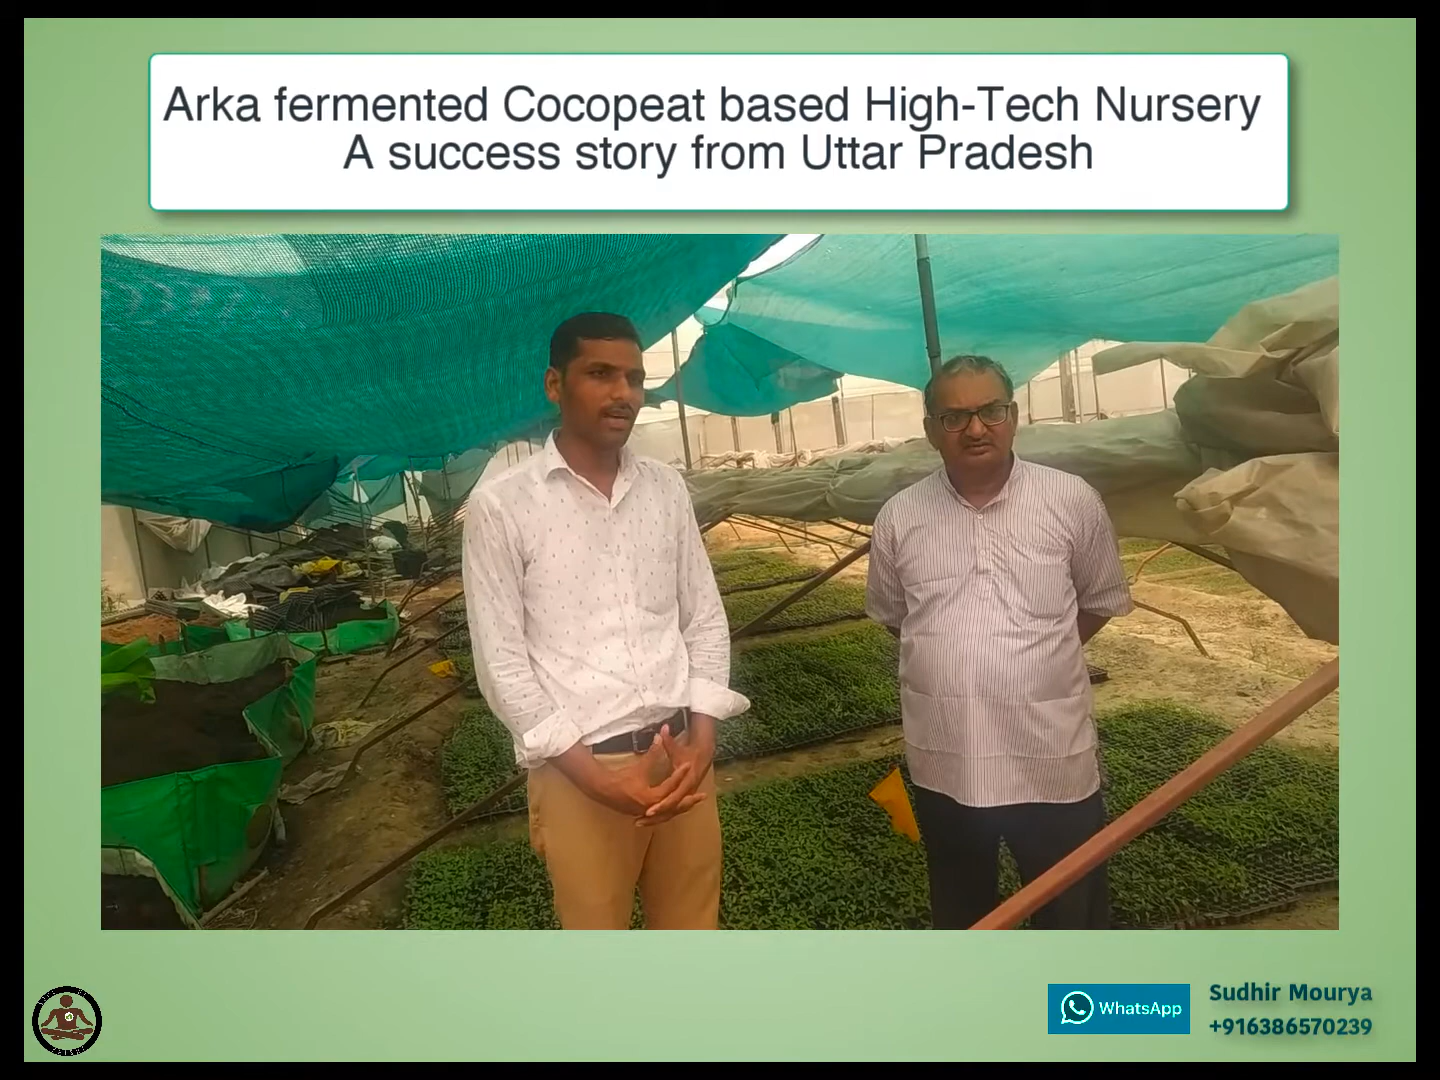 Arka fermented Cocopeat based High-Tech Nursery
A success story from Uttar Pradesh
WhatsApp
Sudhir Mourya
+916386570239